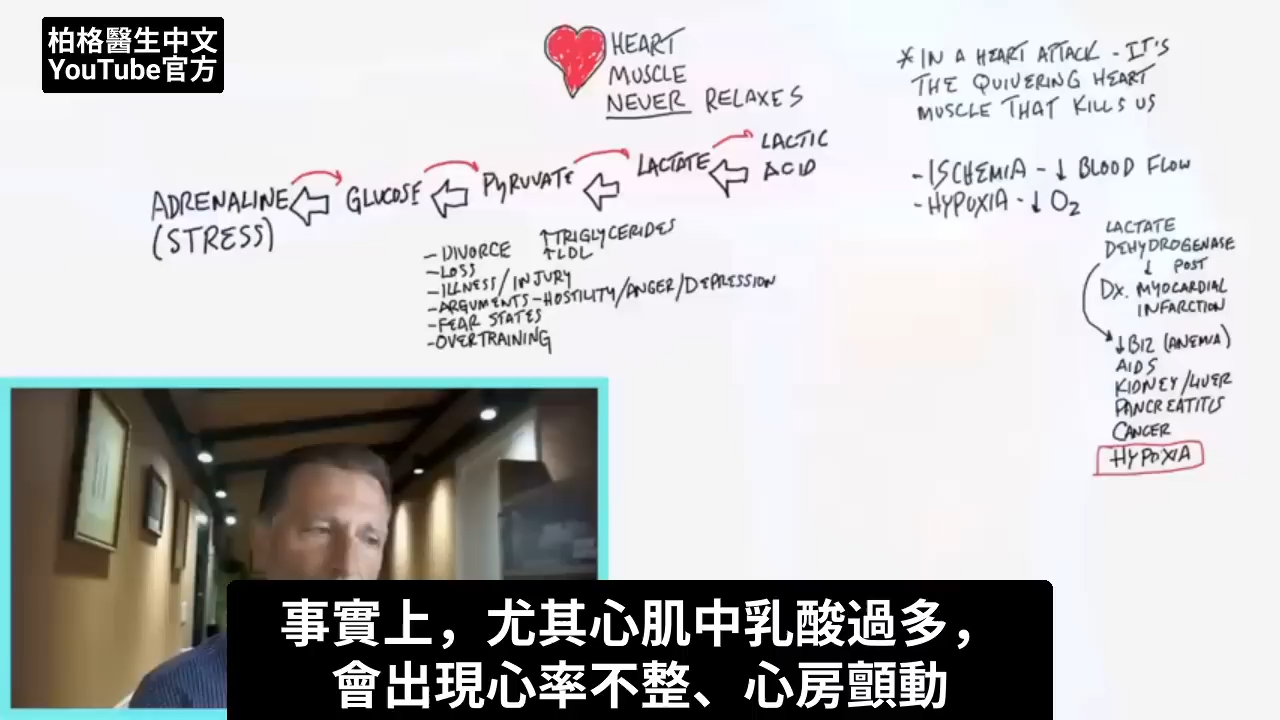 柏格醫生中文
YouTube官方
HEART
MUSCLE
NEVER RELAXES
* IN A HEART ATTACK - IT'S
THE QUIVERING HEART
MUSCLE THAT KILLS US
ADRENALINE
(STRESS)
GLUCOSE
PYRUVATE
LACTATE
LACTIC
ACID
- ISCHEMIA - ↓ BLOOD FLOW
- HYPOXIA - ↓ O2
- DIVORCE
- LOSS
- ILLNESS/INJURY
- ARGUMENTS - HOSTILITY/ANGER/DEPRESSION
- FEAR STATES
- OVERTRAINING
↑TRIGLYCERIDES
↑LDL
LACTATE
DEHYDROGENASE
↓ POST
DX. MYOCARDIAL
INFARCTION
↓B12 (ANEMIA)
AIDS
KIDNEY/LIVER
PANCREATITIS
CANCER
HYPOXIA
事實上，尤其心肌中乳酸過多，
會出現心率不整、心房顫動